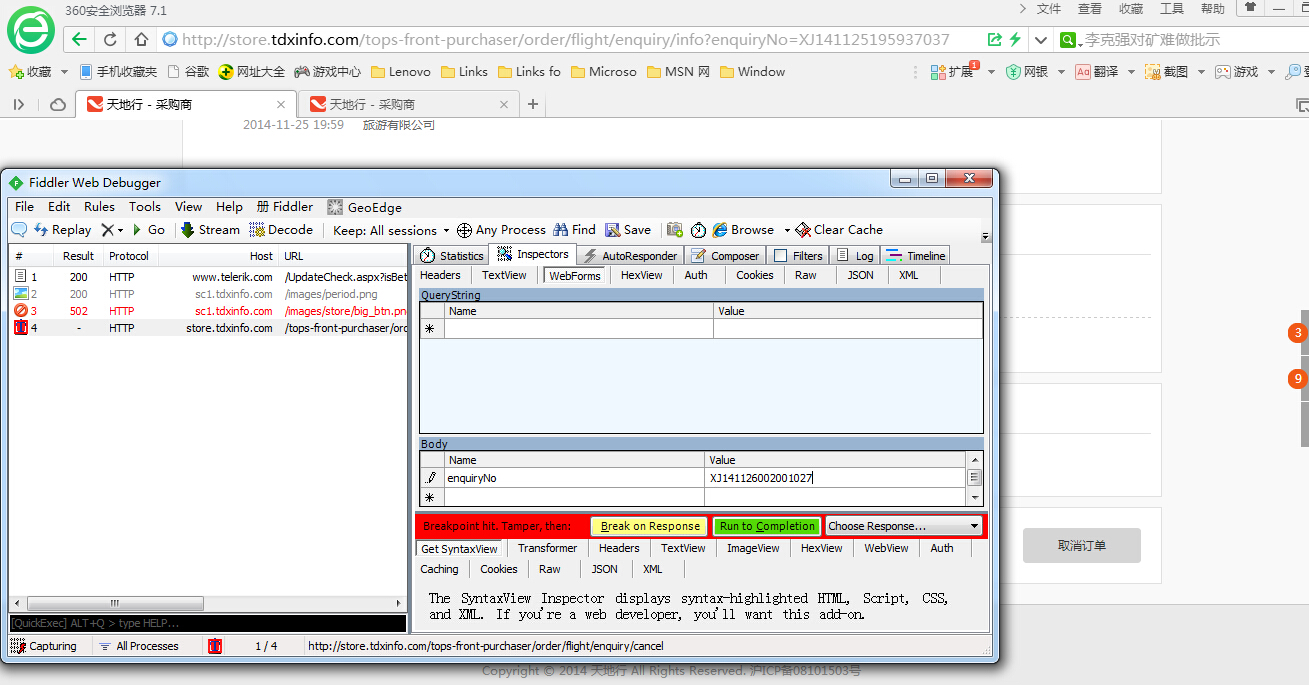 360安全浏览器 7.1
文件 查看 收藏 工具 帮助
http://store.tdxinfo.com/tops-front-purchaser/order/flight/enquiry/info?enquiryNo=XJ141125195937037
李克强对矿难做批示
收藏 手机收藏夹 谷歌 网址大全 游戏中心 Lenovo Links Links fo Microso MSN 网 Window 扩展 1 网银 Aa 翻译 截图 游戏
天地行 - 采购商 天地行 - 采购商
2014-11-25 19:59 旅游有限公司
Fiddler Web Debugger
File Edit Rules Tools View Help 册 Fiddler GeoEdge
Replay Go Stream Decode Keep: All sessions Any Process Find Save Browse Clear Cache
# Result Protocol Host URL
1 200 HTTP www.telerik.com /UpdateCheck.aspx?isBet
2 200 HTTP sc1.tdxinfo.com /images/period.png
3 502 HTTP sc1.tdxinfo.com /images/store/big_btn.pn
4 - HTTP store.tdxinfo.com /tops-front-purchaser/ord
Statistics Inspectors AutoResponder Composer Filters Log Timeline
Headers TextView WebForms HexView Auth Cookies Raw JSON XML
QueryString
Name Value
Body
Name Value
enquiryNo XJ141126002001027
Breakpoint hit. Tamper, then: Break on Response Run to Completion Choose Response...
Get SyntaxView Transformer Headers TextView ImageView HexView WebView Auth
Caching Cookies Raw JSON XML
The SyntaxView Inspector displays syntax-highlighted HTML, Script, CSS,
and XML. If you're a web developer, you'll want this add-on.
[QuickExec] ALT+Q > type HELP...
Capturing All Processes 1 / 4 http://store.tdxinfo.com/tops-front-purchaser/order/flight/enquiry/cancel
3
9
取消订单
Copyright © 2014 天地行 All Rights Reserved. 沪ICP备08101503号